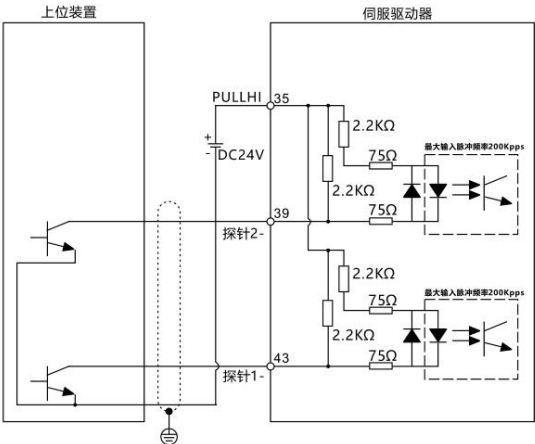 上位装置
伺服驱动器
PULLHI
35
2.2KΩ
最大输入脉冲频率200Kpps
+
- DC24V
75Ω
2.2KΩ
75Ω
39
探针2-
2.2KΩ
最大输入脉冲频率200Kpps
75Ω
2.2KΩ
75Ω
43
探针1-